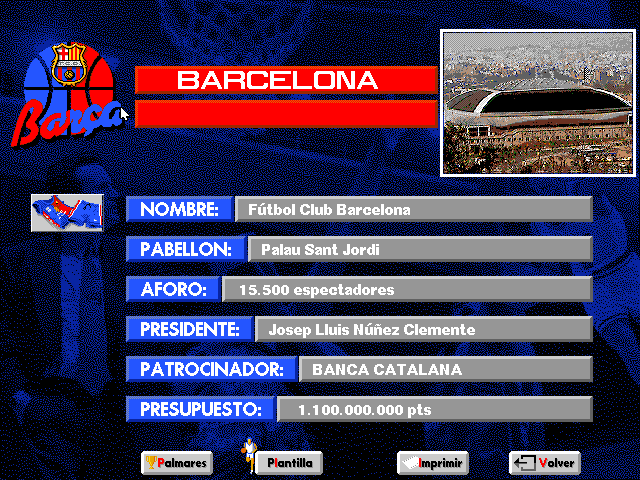 BARCELONA
F.C.B
Barça
NOMBRE: Fútbol Club Barcelona
PABELLON: Palau Sant Jordi
AFORO: 15.500 espectadores
PRESIDENTE: Josep Lluis Núñez Clemente
PATROCINADOR: BANCA CATALANA
PRESUPUESTO: 1.100.000.000 pts
Palmares Plantilla Imprimir Volver